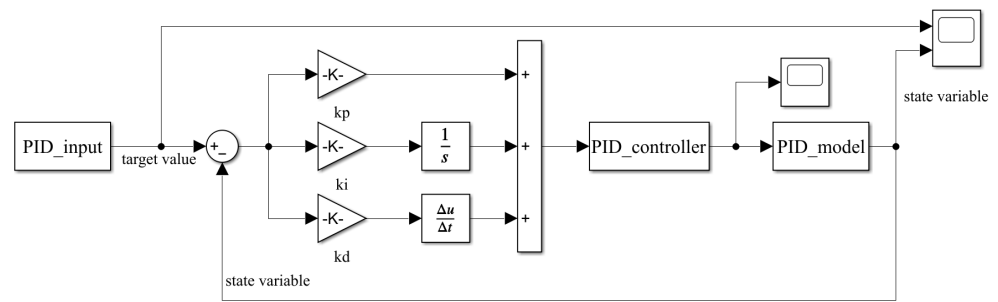 state variable
-K-
+
kp
PID_input
target value
+
_
-K-
1
s
+
PID_controller
PID_model
ki
-K-
Δu
Δt
+
kd
state variable